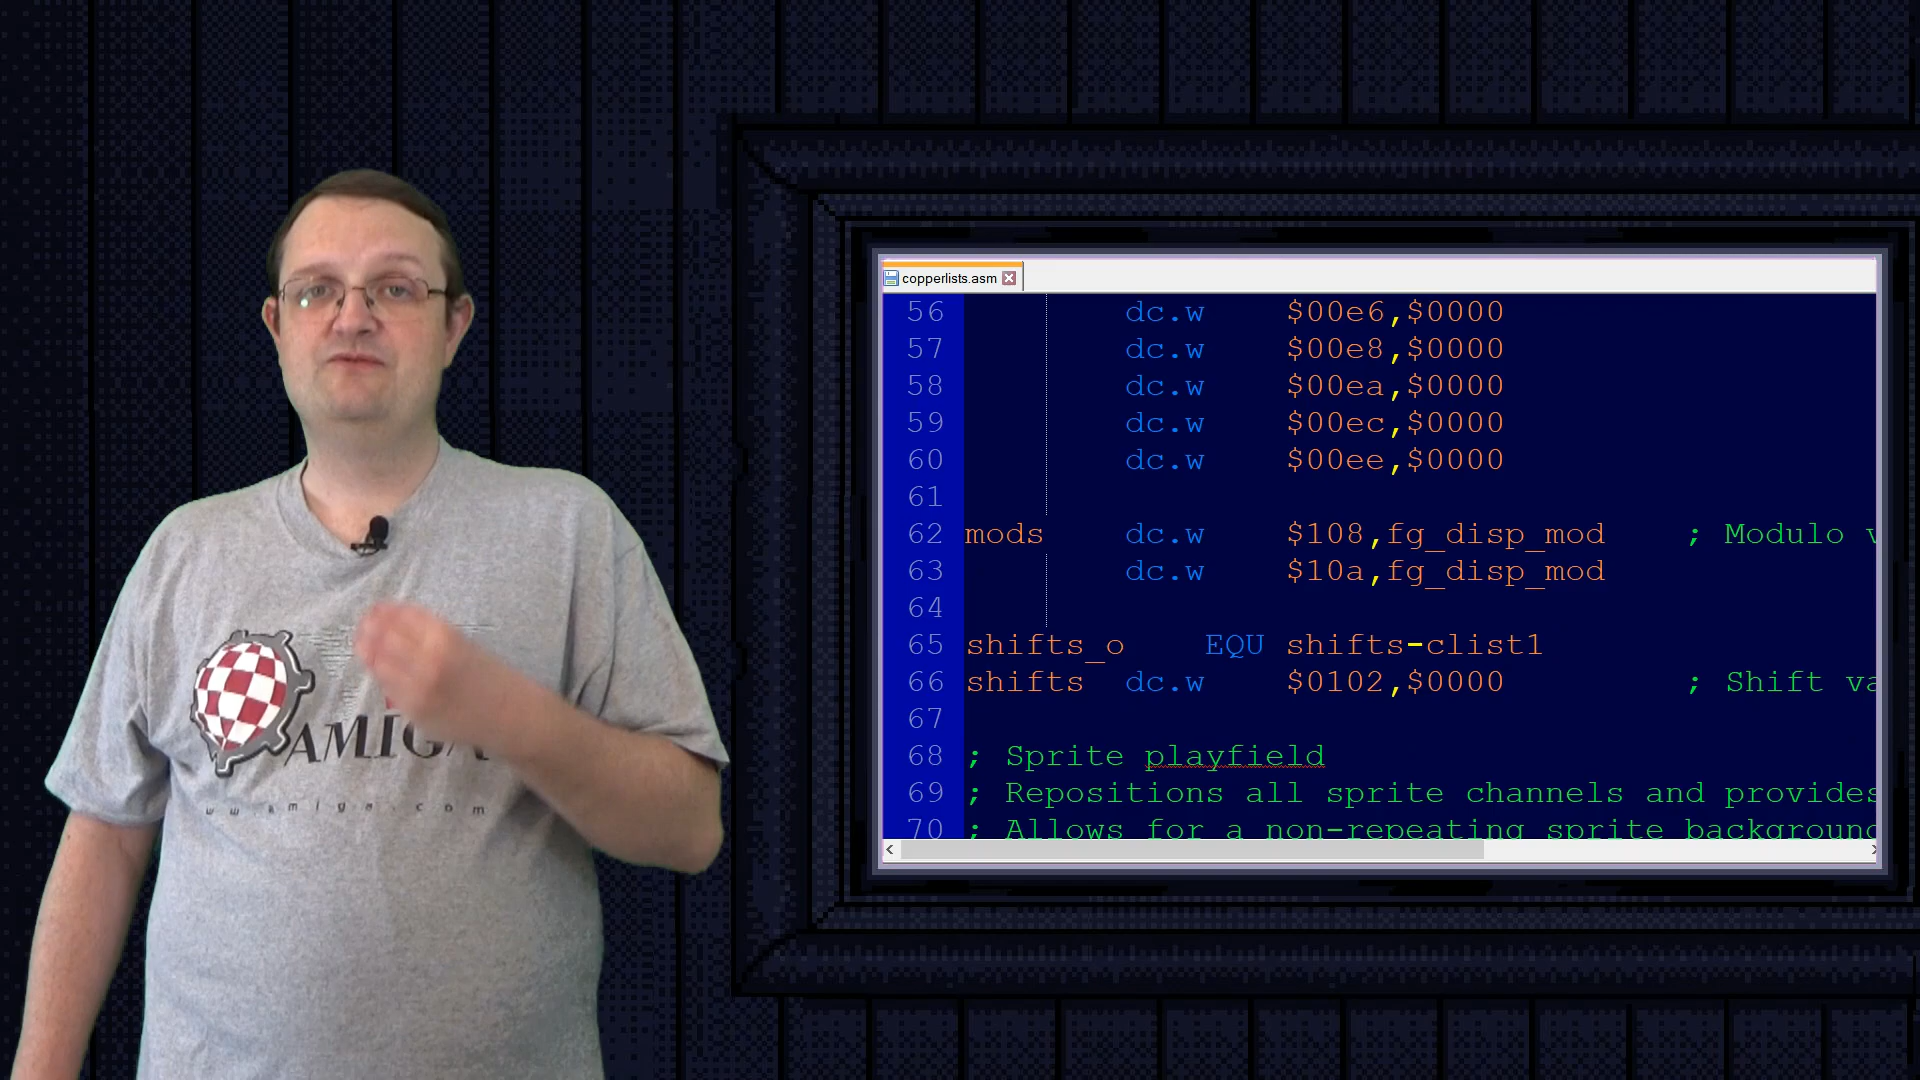 AMIGA
www.amiga.com
copperlists.asm
56 dc.w $00e6,$0000
57 dc.w $00e8,$0000
58 dc.w $00ea,$0000
59 dc.w $00ec,$0000
60 dc.w $00ee,$0000
61
62 mods dc.w $108,fg_disp_mod ; Modulo v
63 dc.w $10a,fg_disp_mod
64
65 shifts_o EQU shifts-clist1
66 shifts dc.w $0102,$0000 ; Shift va
67
68 ; Sprite playfield
69 ; Repositions all sprite channels and provides
70 ; Allows for a non-repeating sprite background